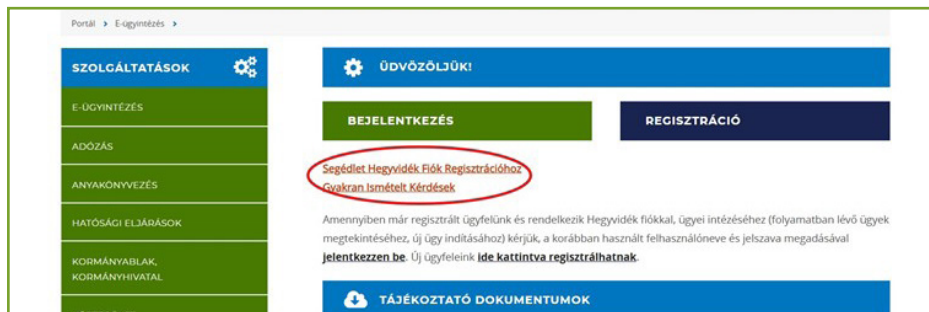 Portál > E-ügyintézés >
SZOLGÁLTATÁSOK
E-ÜGYINTÉZÉS
ADÓZÁS
ANYAKÖNYVEZÉS
HATÓSÁGI ELJÁRÁSOK
KORMÁNYABLAK,
KORMÁNYHIVATAL
ÜDVÖZÖLJÜK!
BEJELENTKEZÉS
REGISZTRÁCIÓ
Segédlet Hegyvidék Fiók Regisztrációhoz
Gyakran Ismételt Kérdések
Amennyiben már regisztrált ügyfelünk és rendelkezik Hegyvidék fiókkal, ügyei intézéséhez (folyamatban lévő ügyek
megtekintéséhez, új ügy indításához) kérjük, a korábban használt felhasználóneve és jelszava megadásával
jelentkezzen be. Új ügyfeleink ide kattintva regisztrálhatnak.
TÁJÉKOZTATÓ DOKUMENTUMOK